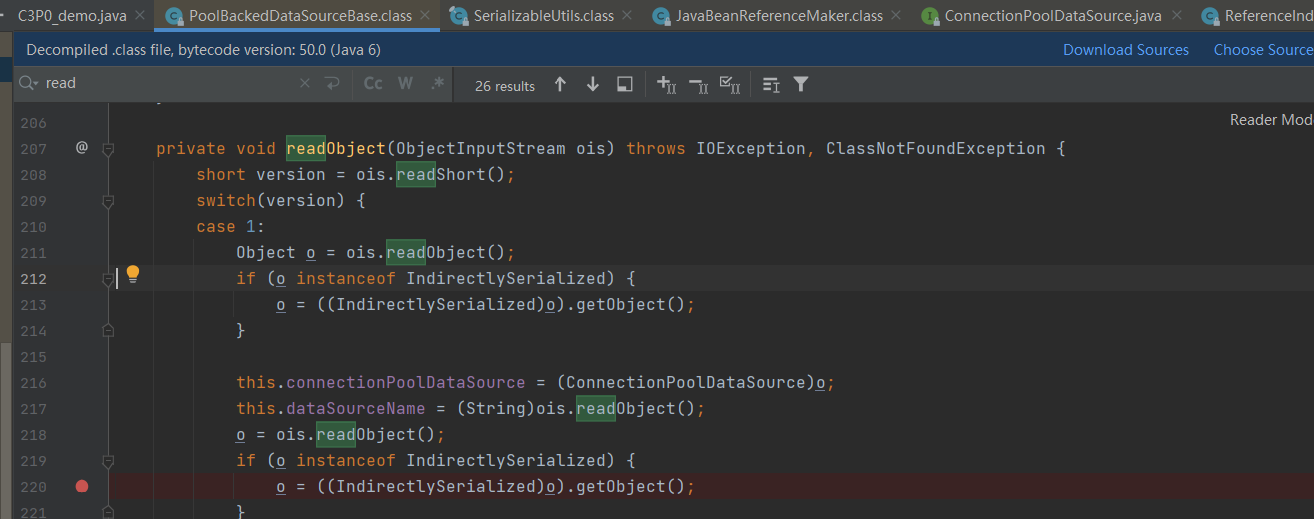 C3P0_demo.java PoolBackedDataSourceBase.class SerializableUtils.class JavaBeanReferenceMaker.class ConnectionPoolDataSource.java ReferenceInd
Decompiled .class file, bytecode version: 50.0 (Java 6) Download Sources Choose Source
read Cc W .* 26 results
206 Reader Mod
207 @ private void readObject(ObjectInputStream ois) throws IOException, ClassNotFoundException {
208 short version = ois.readShort();
209 switch(version) {
210 case 1:
211 Object o = ois.readObject();
212 if (o instanceof IndirectlySerialized) {
213 o = ((IndirectlySerialized)o).getObject();
214 }
215
216 this.connectionPoolDataSource = (ConnectionPoolDataSource)o;
217 this.dataSourceName = (String)ois.readObject();
218 o = ois.readObject();
219 if (o instanceof IndirectlySerialized) {
220 o = ((IndirectlySerialized)o).getObject();
221 }